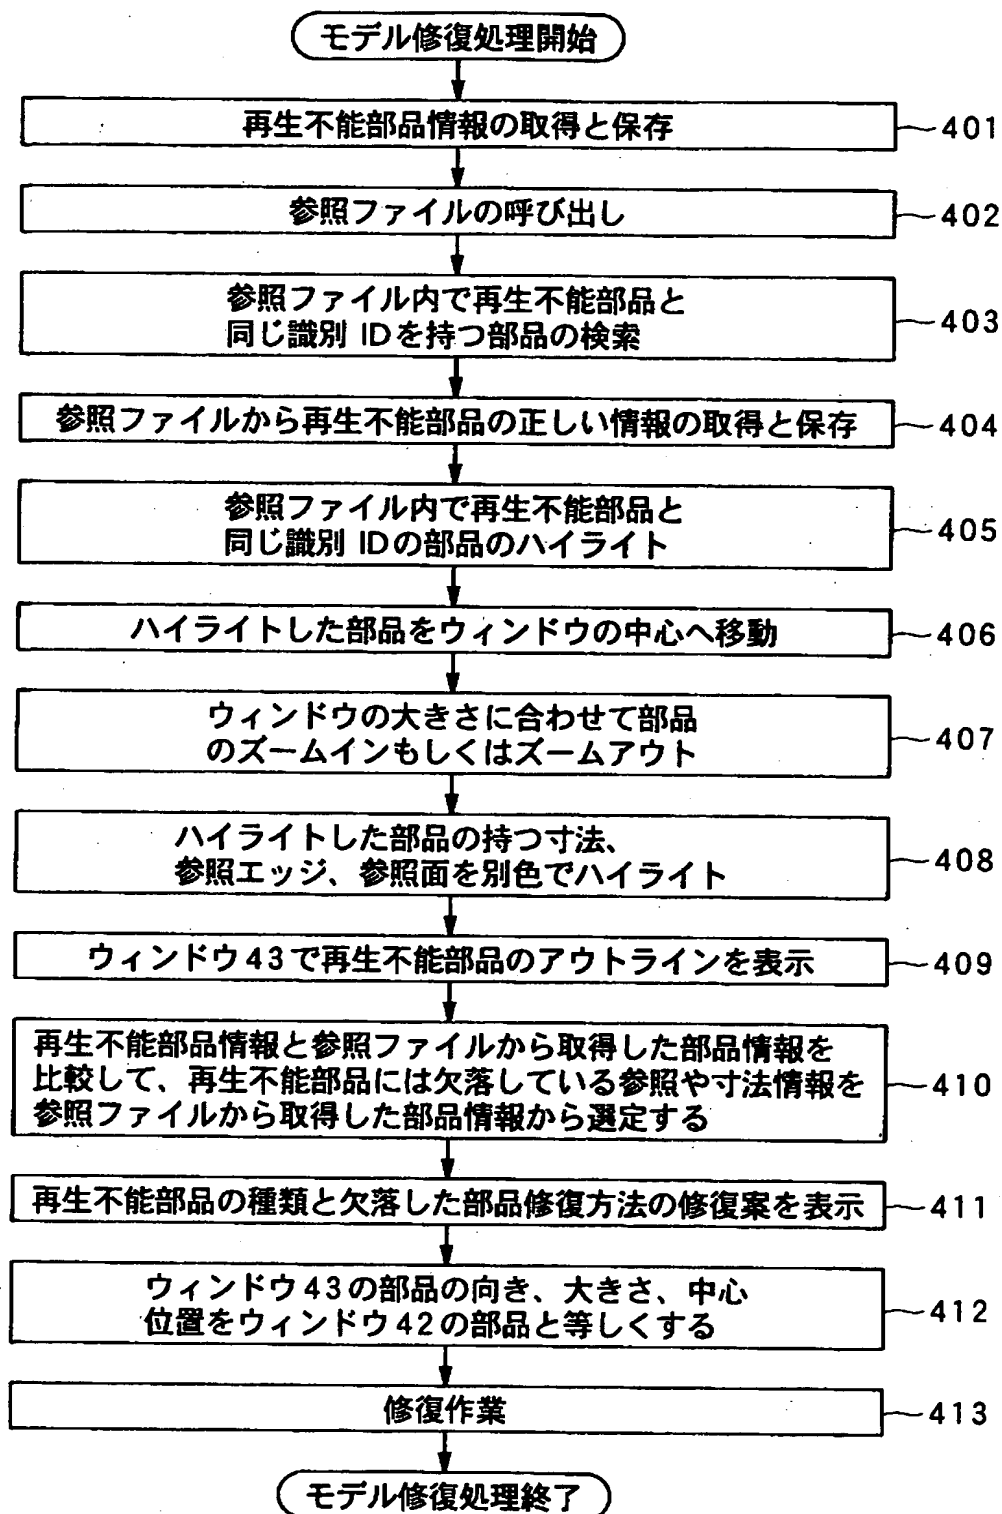 モデル修復処理開始
再生不能部品情報の取得と保存
401
参照ファイルの呼び出し
402
参照ファイル内で再生不能部品と
同じ識別IDを持つ部品の検索
403
参照ファイルから再生不能部品の正しい情報の取得と保存
404
参照ファイル内で再生不能部品と
同じ識別IDの部品のハイライト
405
ハイライトした部品をウィンドウの中心へ移動
406
ウィンドウの大きさに合わせて部品
のズームインもしくはズームアウト
407
ハイライトした部品の持つ寸法、
参照エッジ、参照面を別色でハイライト
408
ウィンドウ43で再生不能部品のアウトラインを表示
409
再生不能部品情報と参照ファイルから取得した部品情報を
比較して、再生不能部品には欠落している参照や寸法情報を
参照ファイルから取得した部品情報から選定する
410
再生不能部品の種類と欠落した部品修復方法の修復案を表示
411
ウィンドウ43の部品の向き、大きさ、中心
位置をウィンドウ42の部品と等しくする
412
修復作業
413
モデル修復処理終了